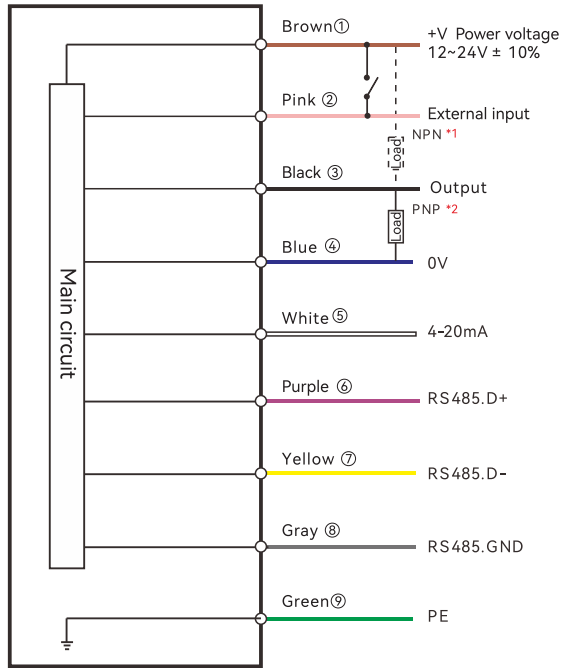 Brown①
+V Power voltage
12~24V ± 10%
Pink ②
External input
NPN *1
Load
Black ③
Output
PNP *2
Load
Blue ④
0V
Main circuit
White⑤
4-20mA
Purple ⑥
RS485.D+
Yellow ⑦
RS485.D-
Gray ⑧
RS485.GND
Green⑨
PE